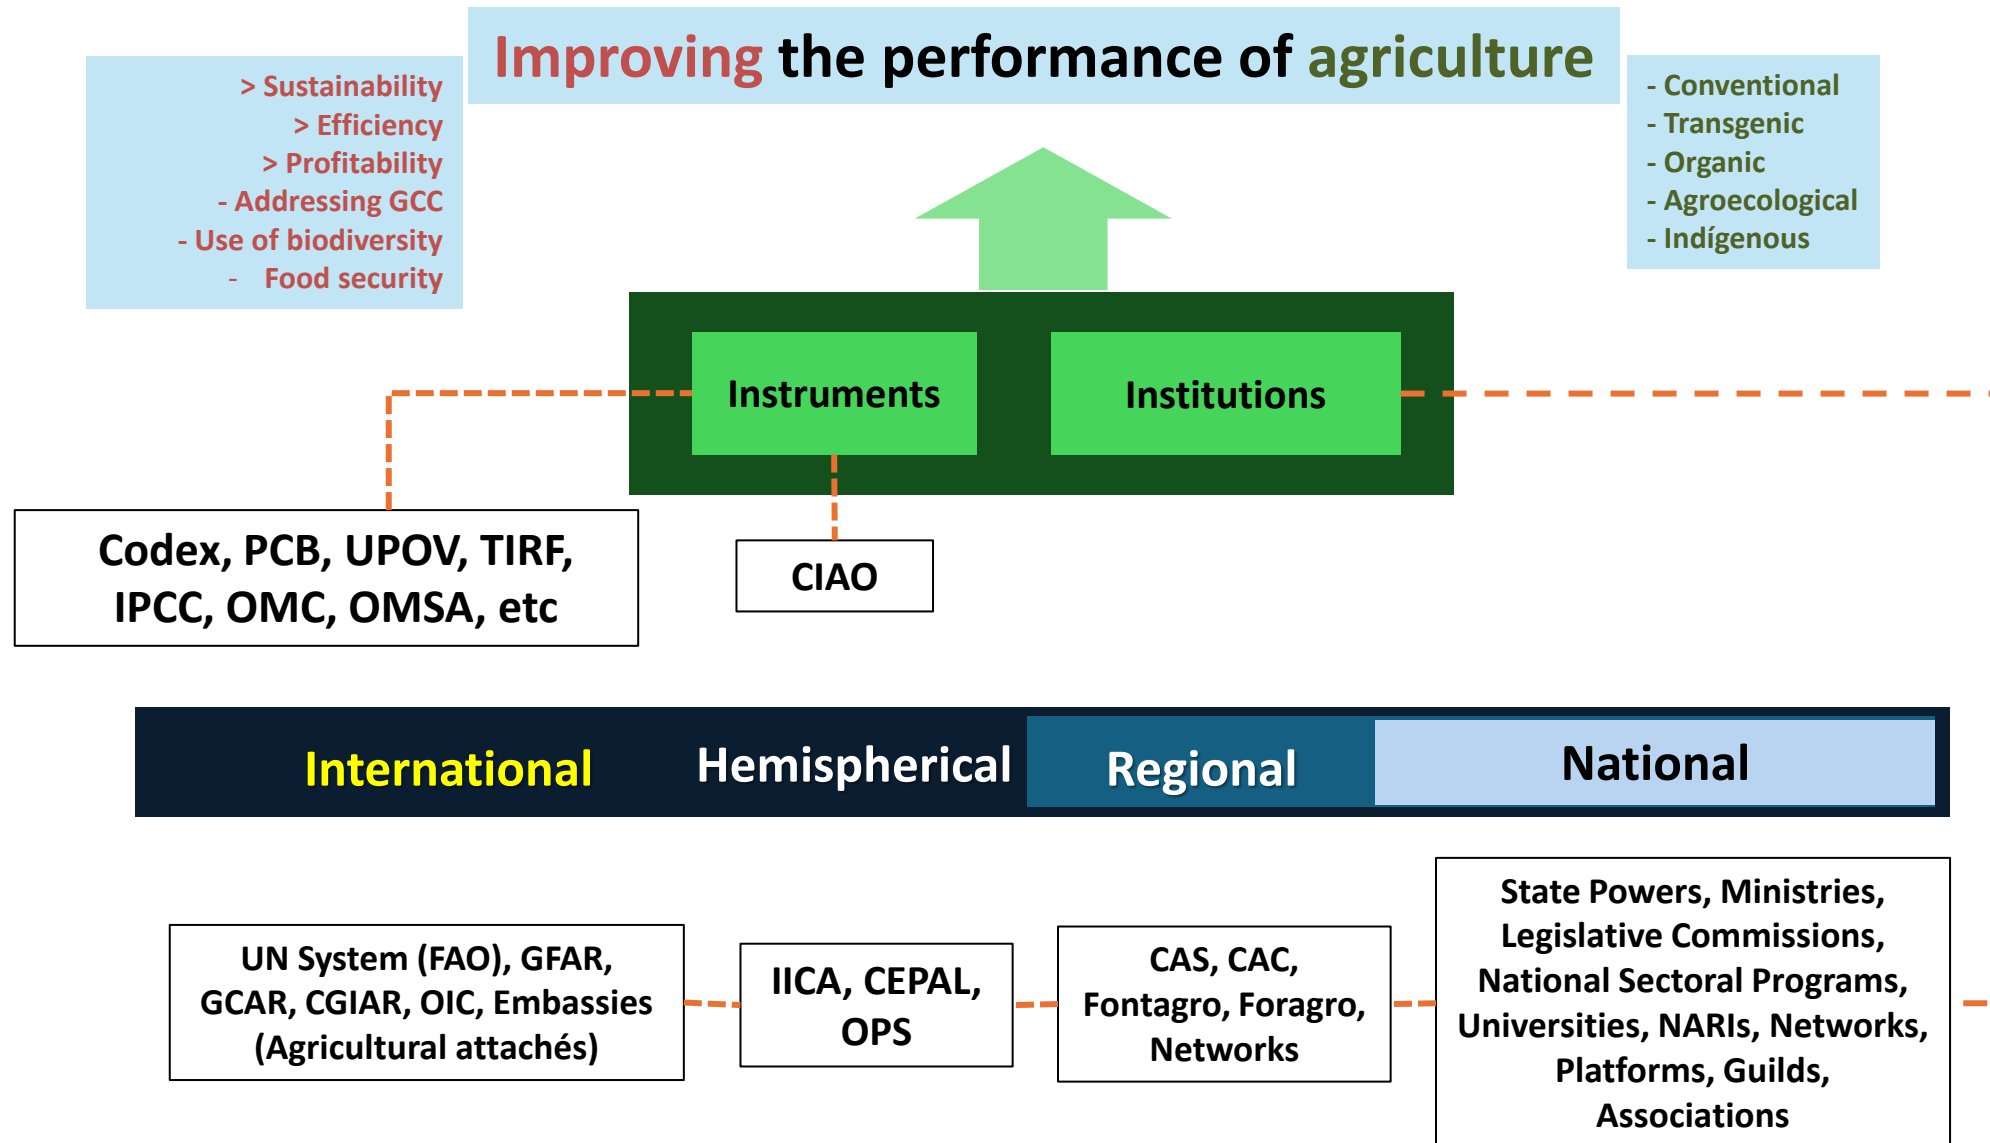 Improving the performance of agriculture
> Sustainability
> Efficiency
> Profitability
- Addressing GCC
- Use of biodiversity
- Food security
- Conventional
- Transgenic
- Organic
- Agroecological
- Indígenous
Instruments
Institutions
Codex, PCB, UPOV, TIRF,
IPCC, OMC, OMSA, etc
CIAO
International
Hemispherical
Regional
National
UN System (FAO), GFAR,
GCAR, CGIAR, OIC, Embassies
(Agricultural attachés)
IICA, CEPAL,
OPS
CAS, CAC,
Fontagro, Foragro,
Networks
State Powers, Ministries,
Legislative Commissions,
National Sectoral Programs,
Universities, NARIs, Networks,
Platforms, Guilds,
Associations